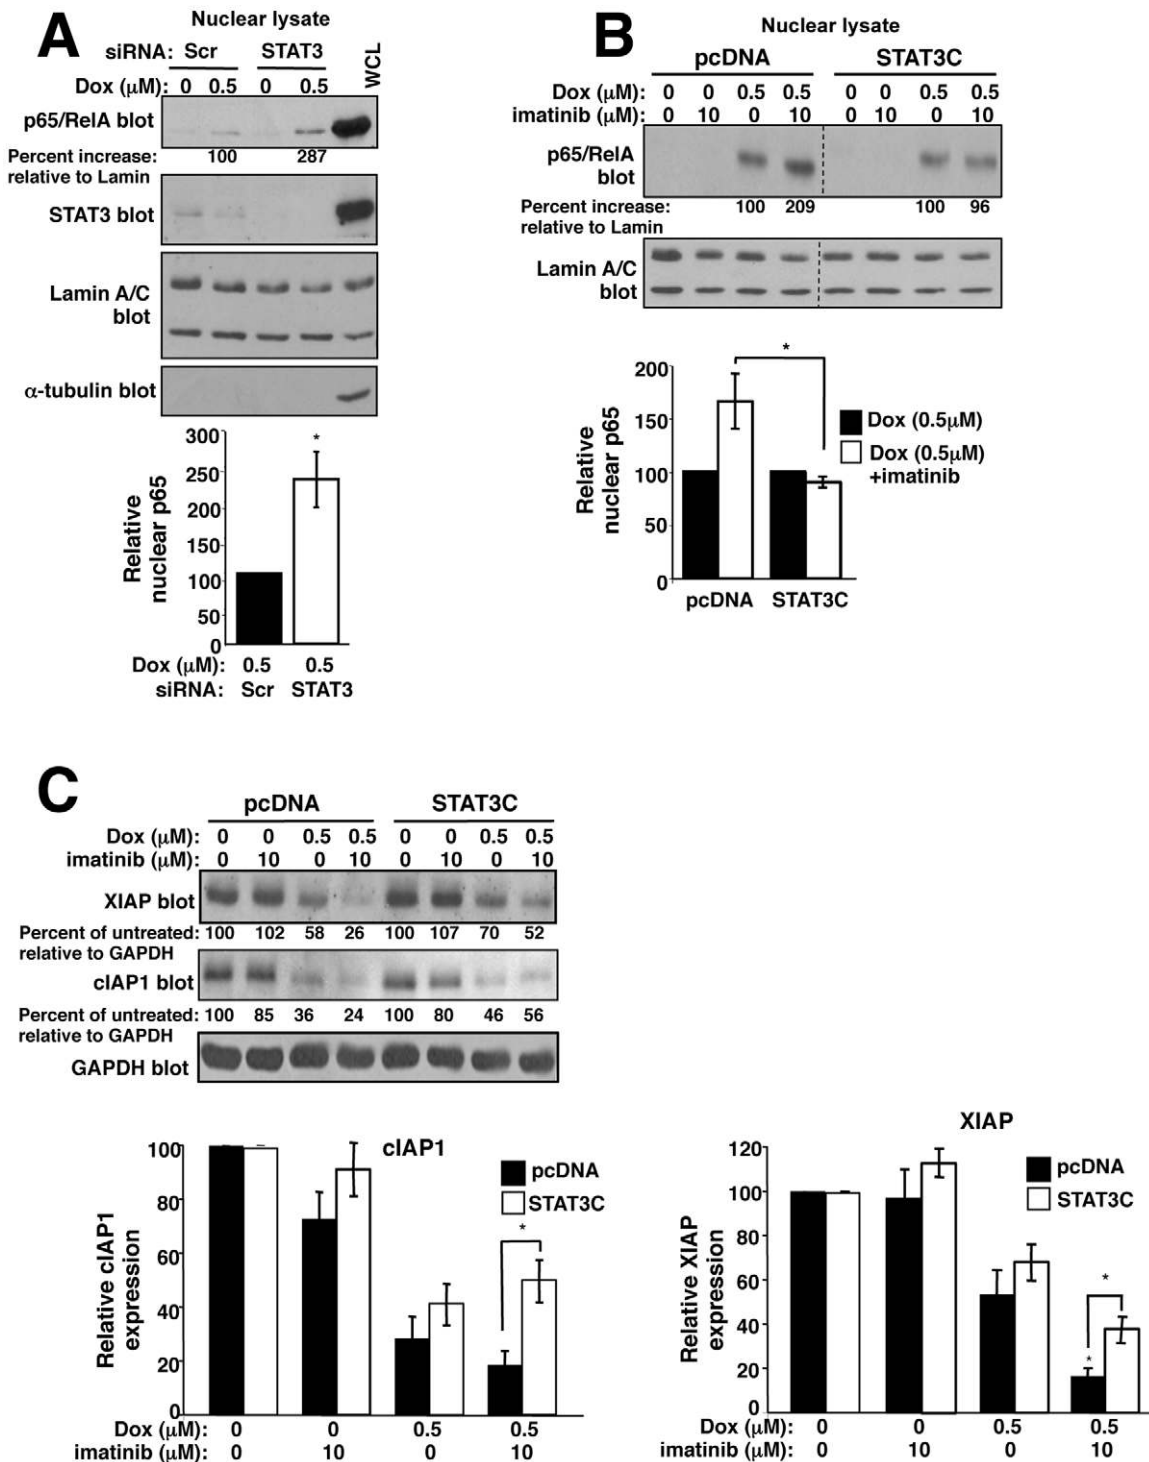 A
Nuclear lysate
siRNA: Scr STAT3 WCL
Dox (µM): 0 0.5 0 0.5
p65/RelA blot
Percent increase: 100 287
relative to Lamin
STAT3 blot
Lamin A/C
blot
α-tubulin blot
Relative
nuclear p65
300
250
200
150
100
50
0
*
Dox (µM): 0.5 0.5
siRNA: Scr STAT3
B
Nuclear lysate
pcDNA STAT3C
Dox (µM): 0 0 0.5 0.5 0 0 0.5 0.5
imatinib (µM): 0 10 0 10 0 10 0 10
p65/RelA
blot
Percent increase: 100 209 100 96
relative to Lamin
Lamin A/C
blot
Relative
nuclear p65
200
150
100
50
0
*
Dox (0.5µM)
Dox (0.5µM)
+imatinib
pcDNA STAT3C
C
pcDNA STAT3C
Dox (µM): 0 0 0.5 0.5 0 0 0.5 0.5
imatinib (µM): 0 10 0 10 0 10 0 10
XIAP blot
Percent of untreated: 100 102 58 26 100 107 70 52
relative to GAPDH
cIAP1 blot
Percent of untreated: 100 85 36 24 100 80 46 56
relative to GAPDH
GAPDH blot
cIAP1
Relative cIAP1
expression
100
80
60
40
20
0
pcDNA
STAT3C
*
Dox (µM): 0 0 0.5 0.5
imatinib (µM): 0 10 0 10
XIAP
Relative XIAP
expression
120
100
80
60
40
20
0
pcDNA
STAT3C
*
*
Dox (µM): 0 0 0.5 0.5
imatinib (µM): 0 10 0 10